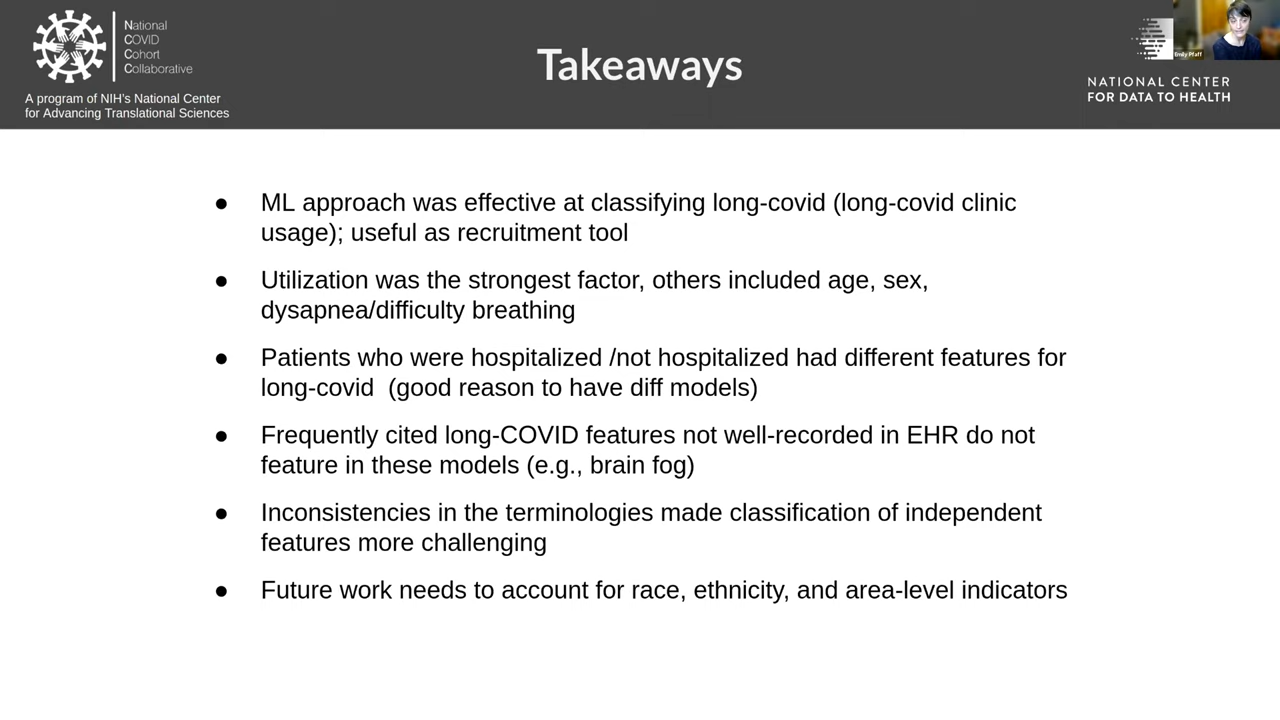 National
COVID
Cohort
Collaborative
A program of NIH's National Center
for Advancing Translational Sciences
Takeaways
Emily Pfaff
NATIONAL CENTER
FOR DATA TO HEALTH
● ML approach was effective at classifying long-covid (long-covid clinic
usage); useful as recruitment tool
● Utilization was the strongest factor, others included age, sex,
dysapnea/difficulty breathing
● Patients who were hospitalized /not hospitalized had different features for
long-covid  (good reason to have diff models)
● Frequently cited long-COVID features not well-recorded in EHR do not
feature in these models (e.g., brain fog)
● Inconsistencies in the terminologies made classification of independent
features more challenging
● Future work needs to account for race, ethnicity, and area-level indicators